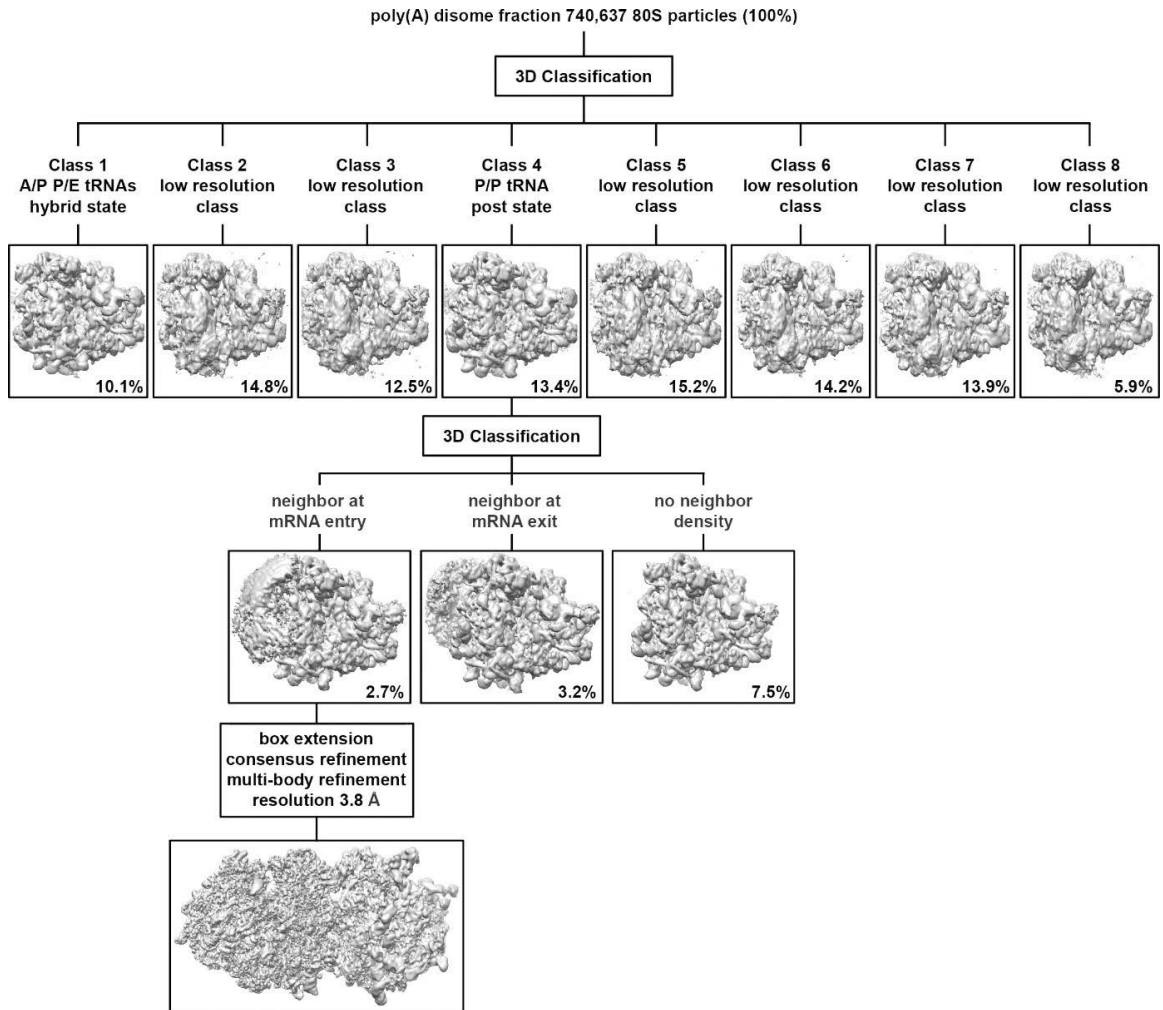 poly(A) disome fraction 740,637 80S particles (100%)
3D Classification
Class 1
A/P P/E tRNAs
hybrid state
Class 2
low resolution
class
Class 3
low resolution
class
Class 4
P/P tRNA
post state
Class 5
low resolution
class
Class 6
low resolution
class
Class 7
low resolution
class
Class 8
low resolution
class
10.1%
14.8%
12.5%
13.4%
15.2%
14.2%
13.9%
5.9%
3D Classification
neighbor at
mRNA entry
neighbor at
mRNA exit
no neighbor
density
2.7%
3.2%
7.5%
box extension
consensus refinement
multi-body refinement
resolution 3.8 Å